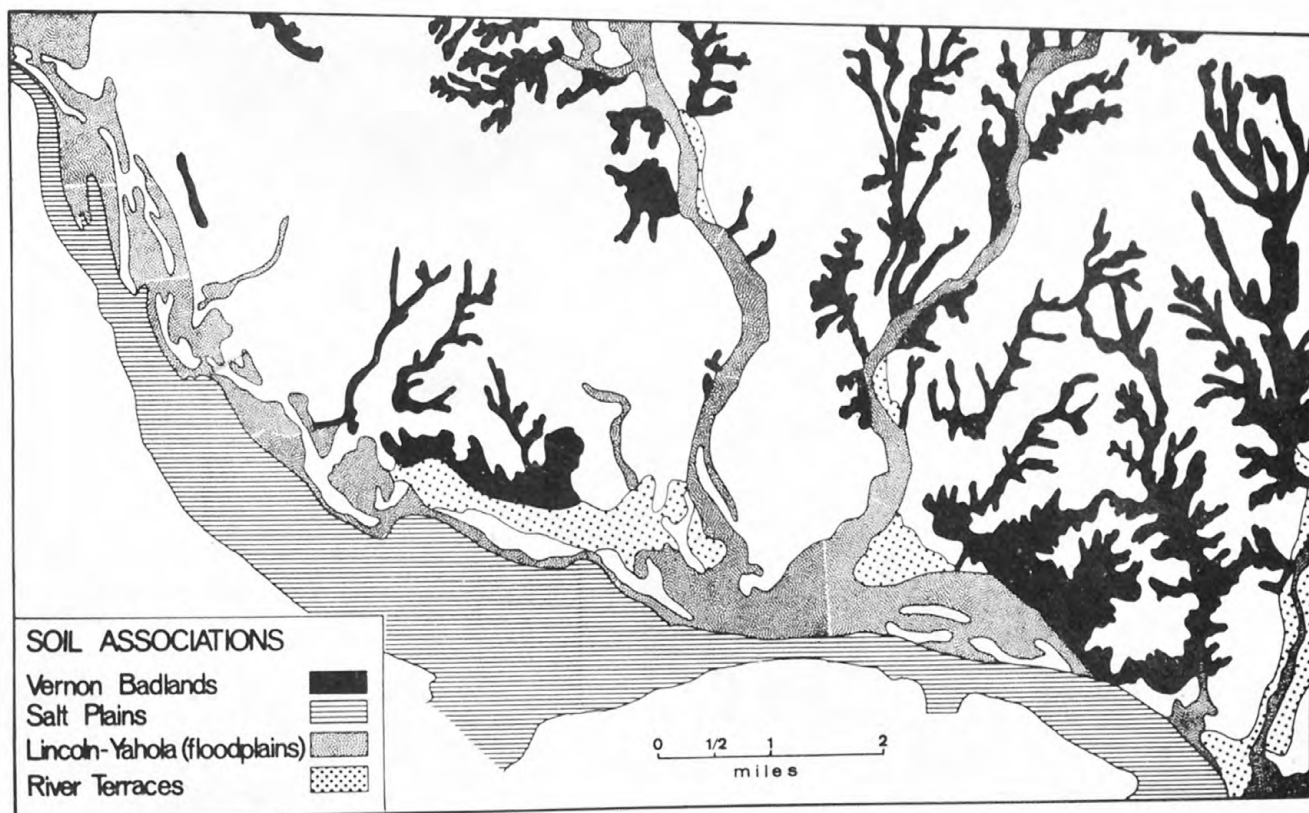 SOIL ASSOCIATIONS
Vernon Badlands
Salt Plains
Lincoln-Yahola (floodplains)
River Terraces
0 1/2 1 2
miles